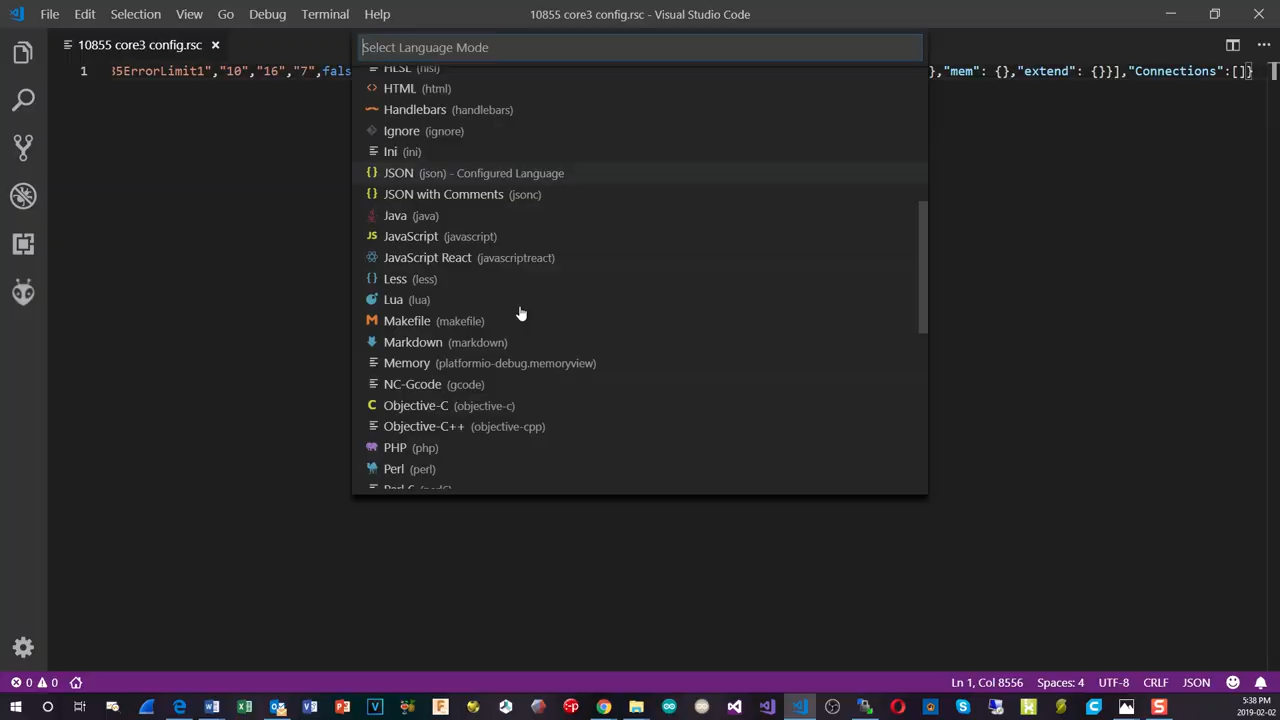 File Edit Selection View Go Debug Terminal Help
10855 core3 config.rsc - Visual Studio Code
10855 core3 config.rsc ×
Select Language Mode
1 35ErrorLimit1","10","16","7",fals },"mem": {},"extend": {}}],"Connections":[]}
HLSL (hlsl)
HTML (html)
Handlebars (handlebars)
Ignore (ignore)
Ini (ini)
JSON (json) - Configured Language
JSON with Comments (jsonc)
Java (java)
JavaScript (javascript)
JavaScript React (javascriptreact)
Less (less)
Lua (lua)
Makefile (makefile)
Markdown (markdown)
Memory (platformio-debug.memoryview)
NC-Gcode (gcode)
Objective-C (objective-c)
Objective-C++ (objective-cpp)
PHP (php)
Perl (perl)
0 0 Ln 1, Col 8556 Spaces: 4 UTF-8 CRLF JSON
5:38 PM
2019-02-02